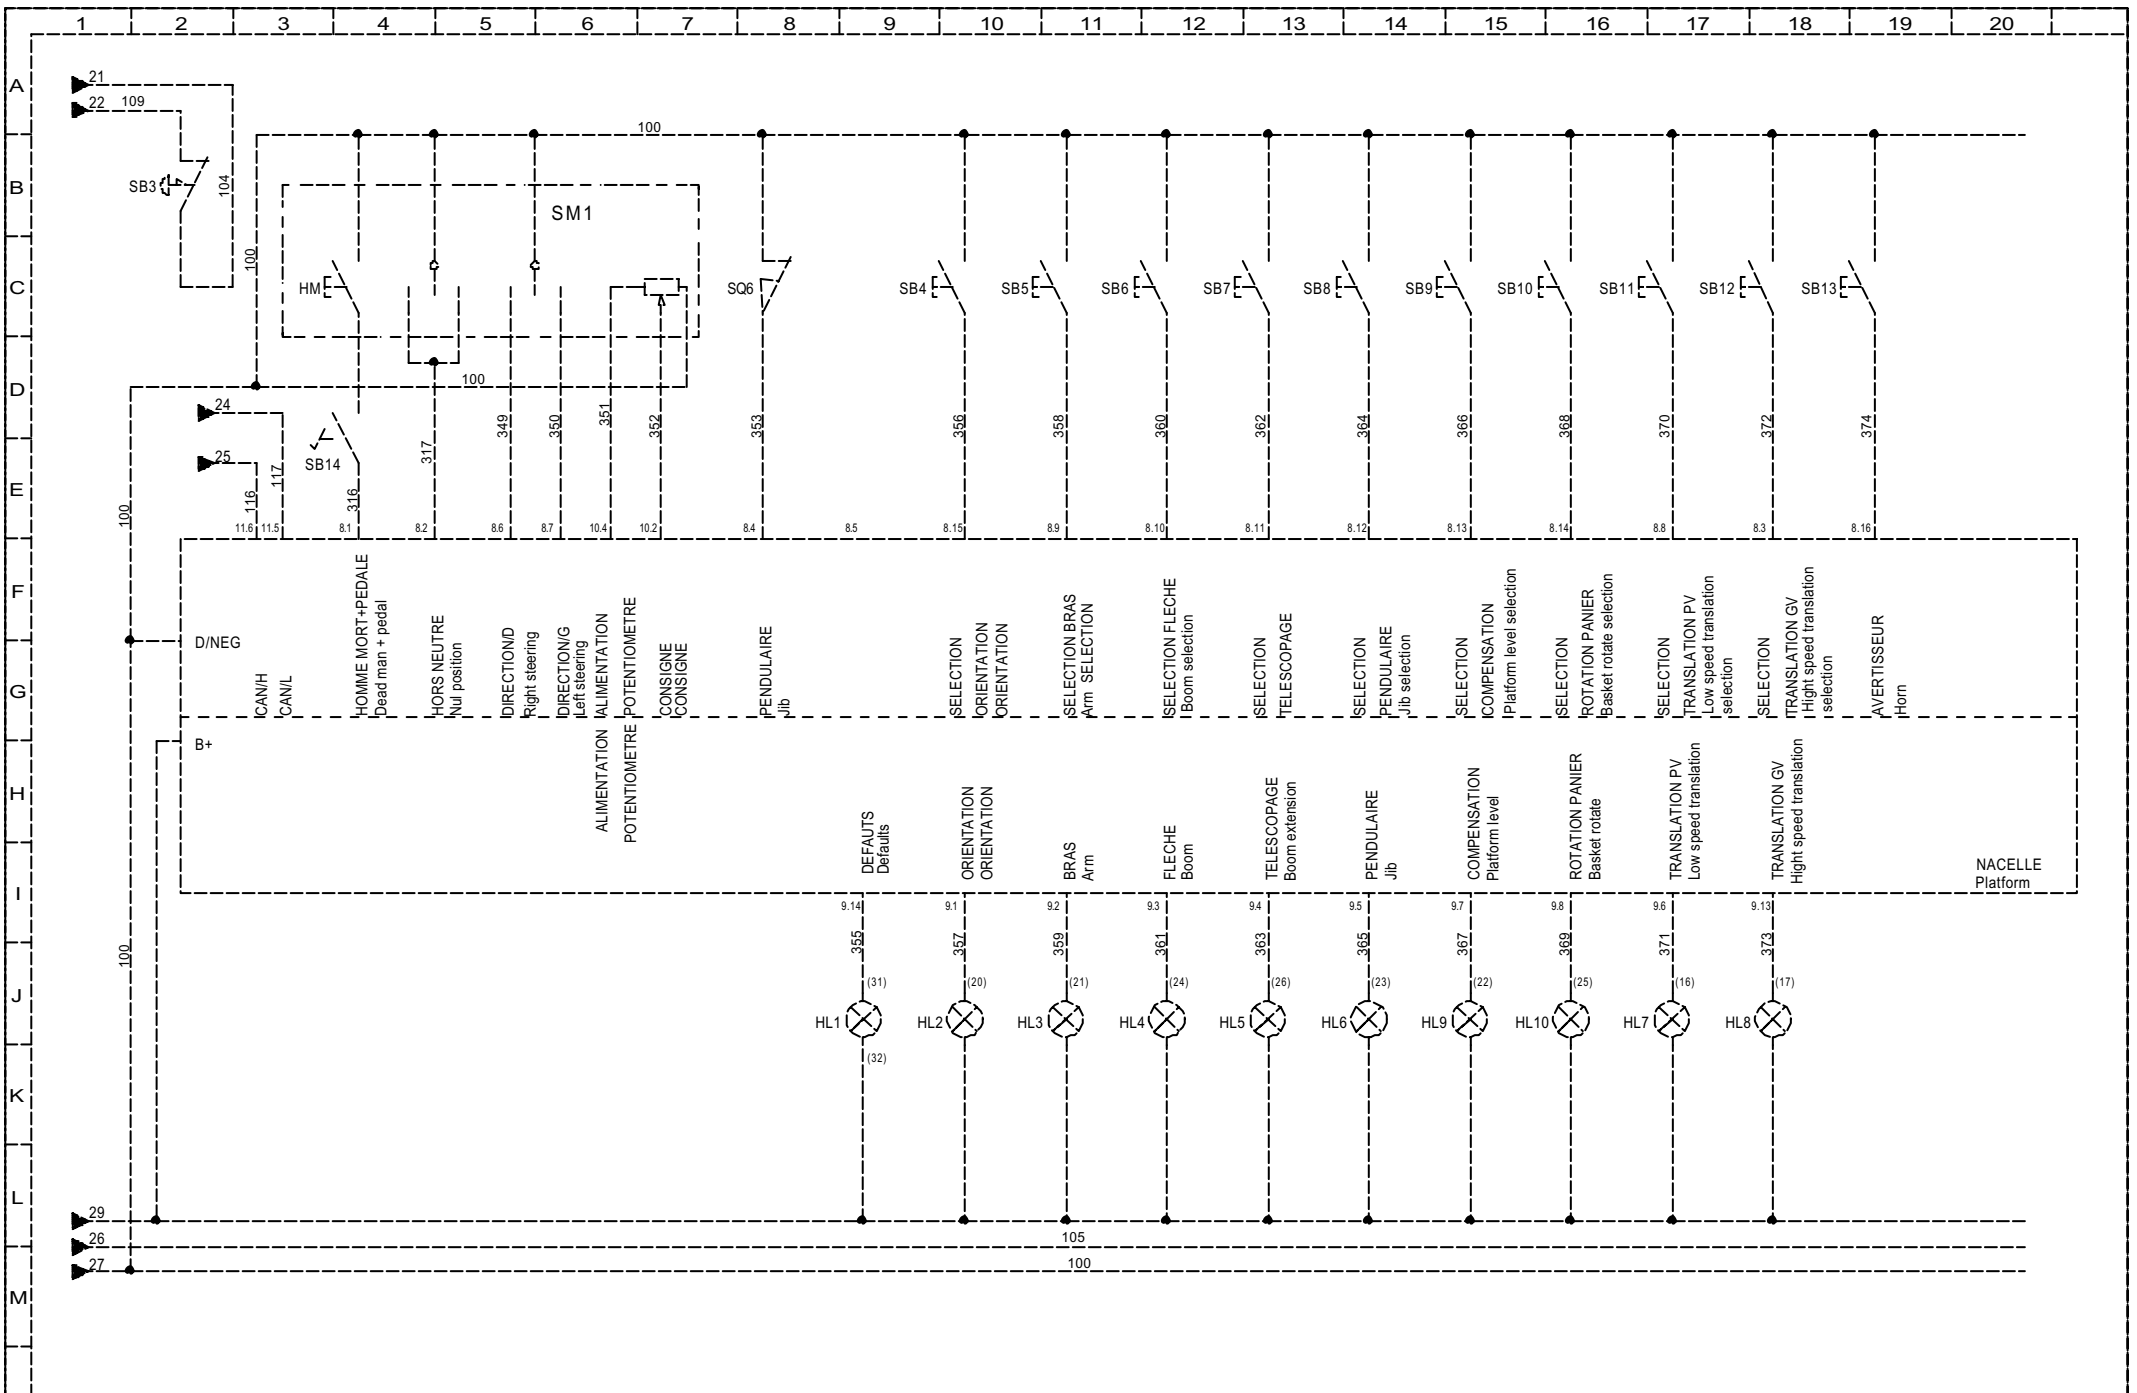 1 2 3 4 5 6 7 8 9 10 11 12 13 14 15 16 17 18 19 20
A
21
22 109
100
B
SB3
104
SM1
C
100
HM
SQ6
SB4
SB5
SB6
SB7
SB8
SB9
SB10
SB11
SB12
SB13
D
100
24
349
350
351
352
353
356
358
360
362
364
366
368
370
372
374
25
SB14
317
E
117
116
316
100
11.6 11.5 8.1 8.2 8.6 8.7 10.4 10.2 8.4 8.5 8.15 8.9 8.10 8.11 8.12 8.13 8.14 8.8 8.3 8.16
F
D/NEG
G
CAN/H
CAN/L
HOMME MORT+PEDALE
Dead man + pedal
HORS NEUTRE
Nul position
DIRECTION/D
Right steering
DIRECTION/G
Left steering
ALIMENTATION
POTENTIOMETRE
CONSIGNE
CONSIGNE
PENDULAIRE
Jib
SELECTION
ORIENTATION
ORIENTATION
SELECTION BRAS
Arm SELECTION
SELECTION FLECHE
Boom selection
SELECTION
TELESCOPAGE
SELECTION
PENDULAIRE
Jib selection
SELECTION
COMPENSATION
Platform level selection
SELECTION
ROTATION PANIER
Basket rotate selection
SELECTION
TRANSLATION PV
Low speed translation
selection
SELECTION
TRANSLATION GV
Hight speed translation
selection
AVERTISSEUR
Horn
B+
H
ALIMENTATION
POTENTIOMETRE
DEFAUTS
Defaults
ORIENTATION
ORIENTATION
BRAS
Arm
FLECHE
Boom
TELESCOPAGE
Boom extension
PENDULAIRE
Jib
COMPENSATION
Platform level
ROTATION PANIER
Basket rotate
TRANSLATION PV
Low speed translation
TRANSLATION GV
Hight speed translation
NACELLE
Platform
I
9.14 9.1 9.2 9.3 9.4 9.5 9.7 9.8 9.6 9.13
100
355 357 359 361 363 365 367 369 371 373
J
(31) (20) (21) (24) (26) (23) (22) (25) (16) (17)
HL1 HL2 HL3 HL4 HL5 HL6 HL9 HL10 HL7 HL8
(32)
K
L
29
26
105
27
100
M